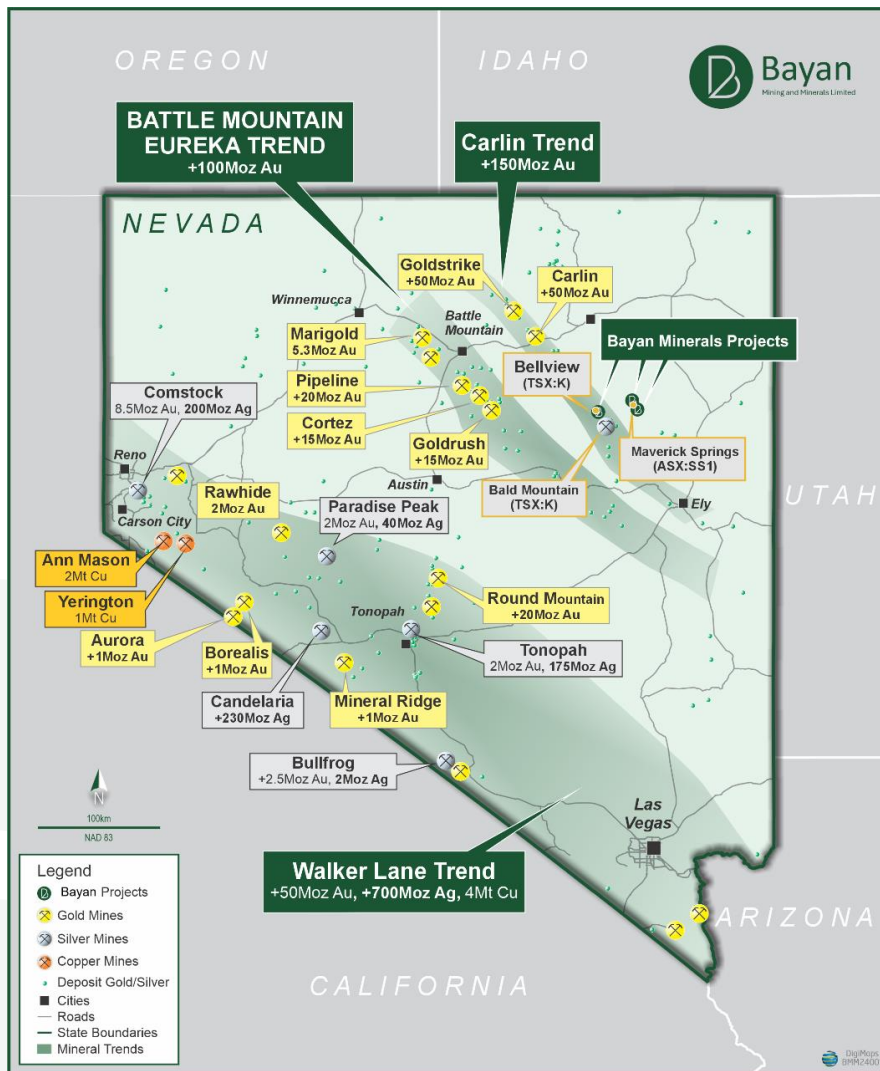 OREGON
IDAHO
Bayan
Mining and Minerals Limited
BATTLE MOUNTAIN
EUREKA TREND
+100Moz Au
Carlin Trend
+150Moz Au
NEVADA
Goldstrike
+50Moz Au
Carlin
+50Moz Au
Winnemucca
Battle
Mountain
Marigold
5.3Moz Au
Bayan Minerals Projects
Bellview
(TSX:K)
Pipeline
+20Moz Au
Comstock
8.5Moz Au, 200Moz Ag
Cortez
+15Moz Au
Goldrush
+15Moz Au
Maverick Springs
(ASX:SS1)
Reno
Austin
Bald Mountain
(TSX:K)
UTAH
Rawhide
2Moz Au
Paradise Peak
2Moz Au, 40Moz Ag
Ely
Carson City
Ann Mason
2Mt Cu
Yerington
1Mt Cu
Round Mountain
+20Moz Au
Tonopah
Aurora
+1Moz Au
Borealis
+1Moz Au
Tonopah
2Moz Au, 175Moz Ag
Candelaria
+230Moz Ag
Mineral Ridge
+1Moz Au
Bullfrog
+2.5Moz Au, 2Moz Ag
N
100km
NAD 83
Las
Vegas
Walker Lane Trend
+50Moz Au, +700Moz Ag, 4Mt Cu
Legend
Bayan Projects
Gold Mines
Silver Mines
Copper Mines
Deposit Gold/Silver
Cities
Roads
State Boundaries
Mineral Trends
ARIZONA
CALIFORNIA
DigiMaps
BMM2400